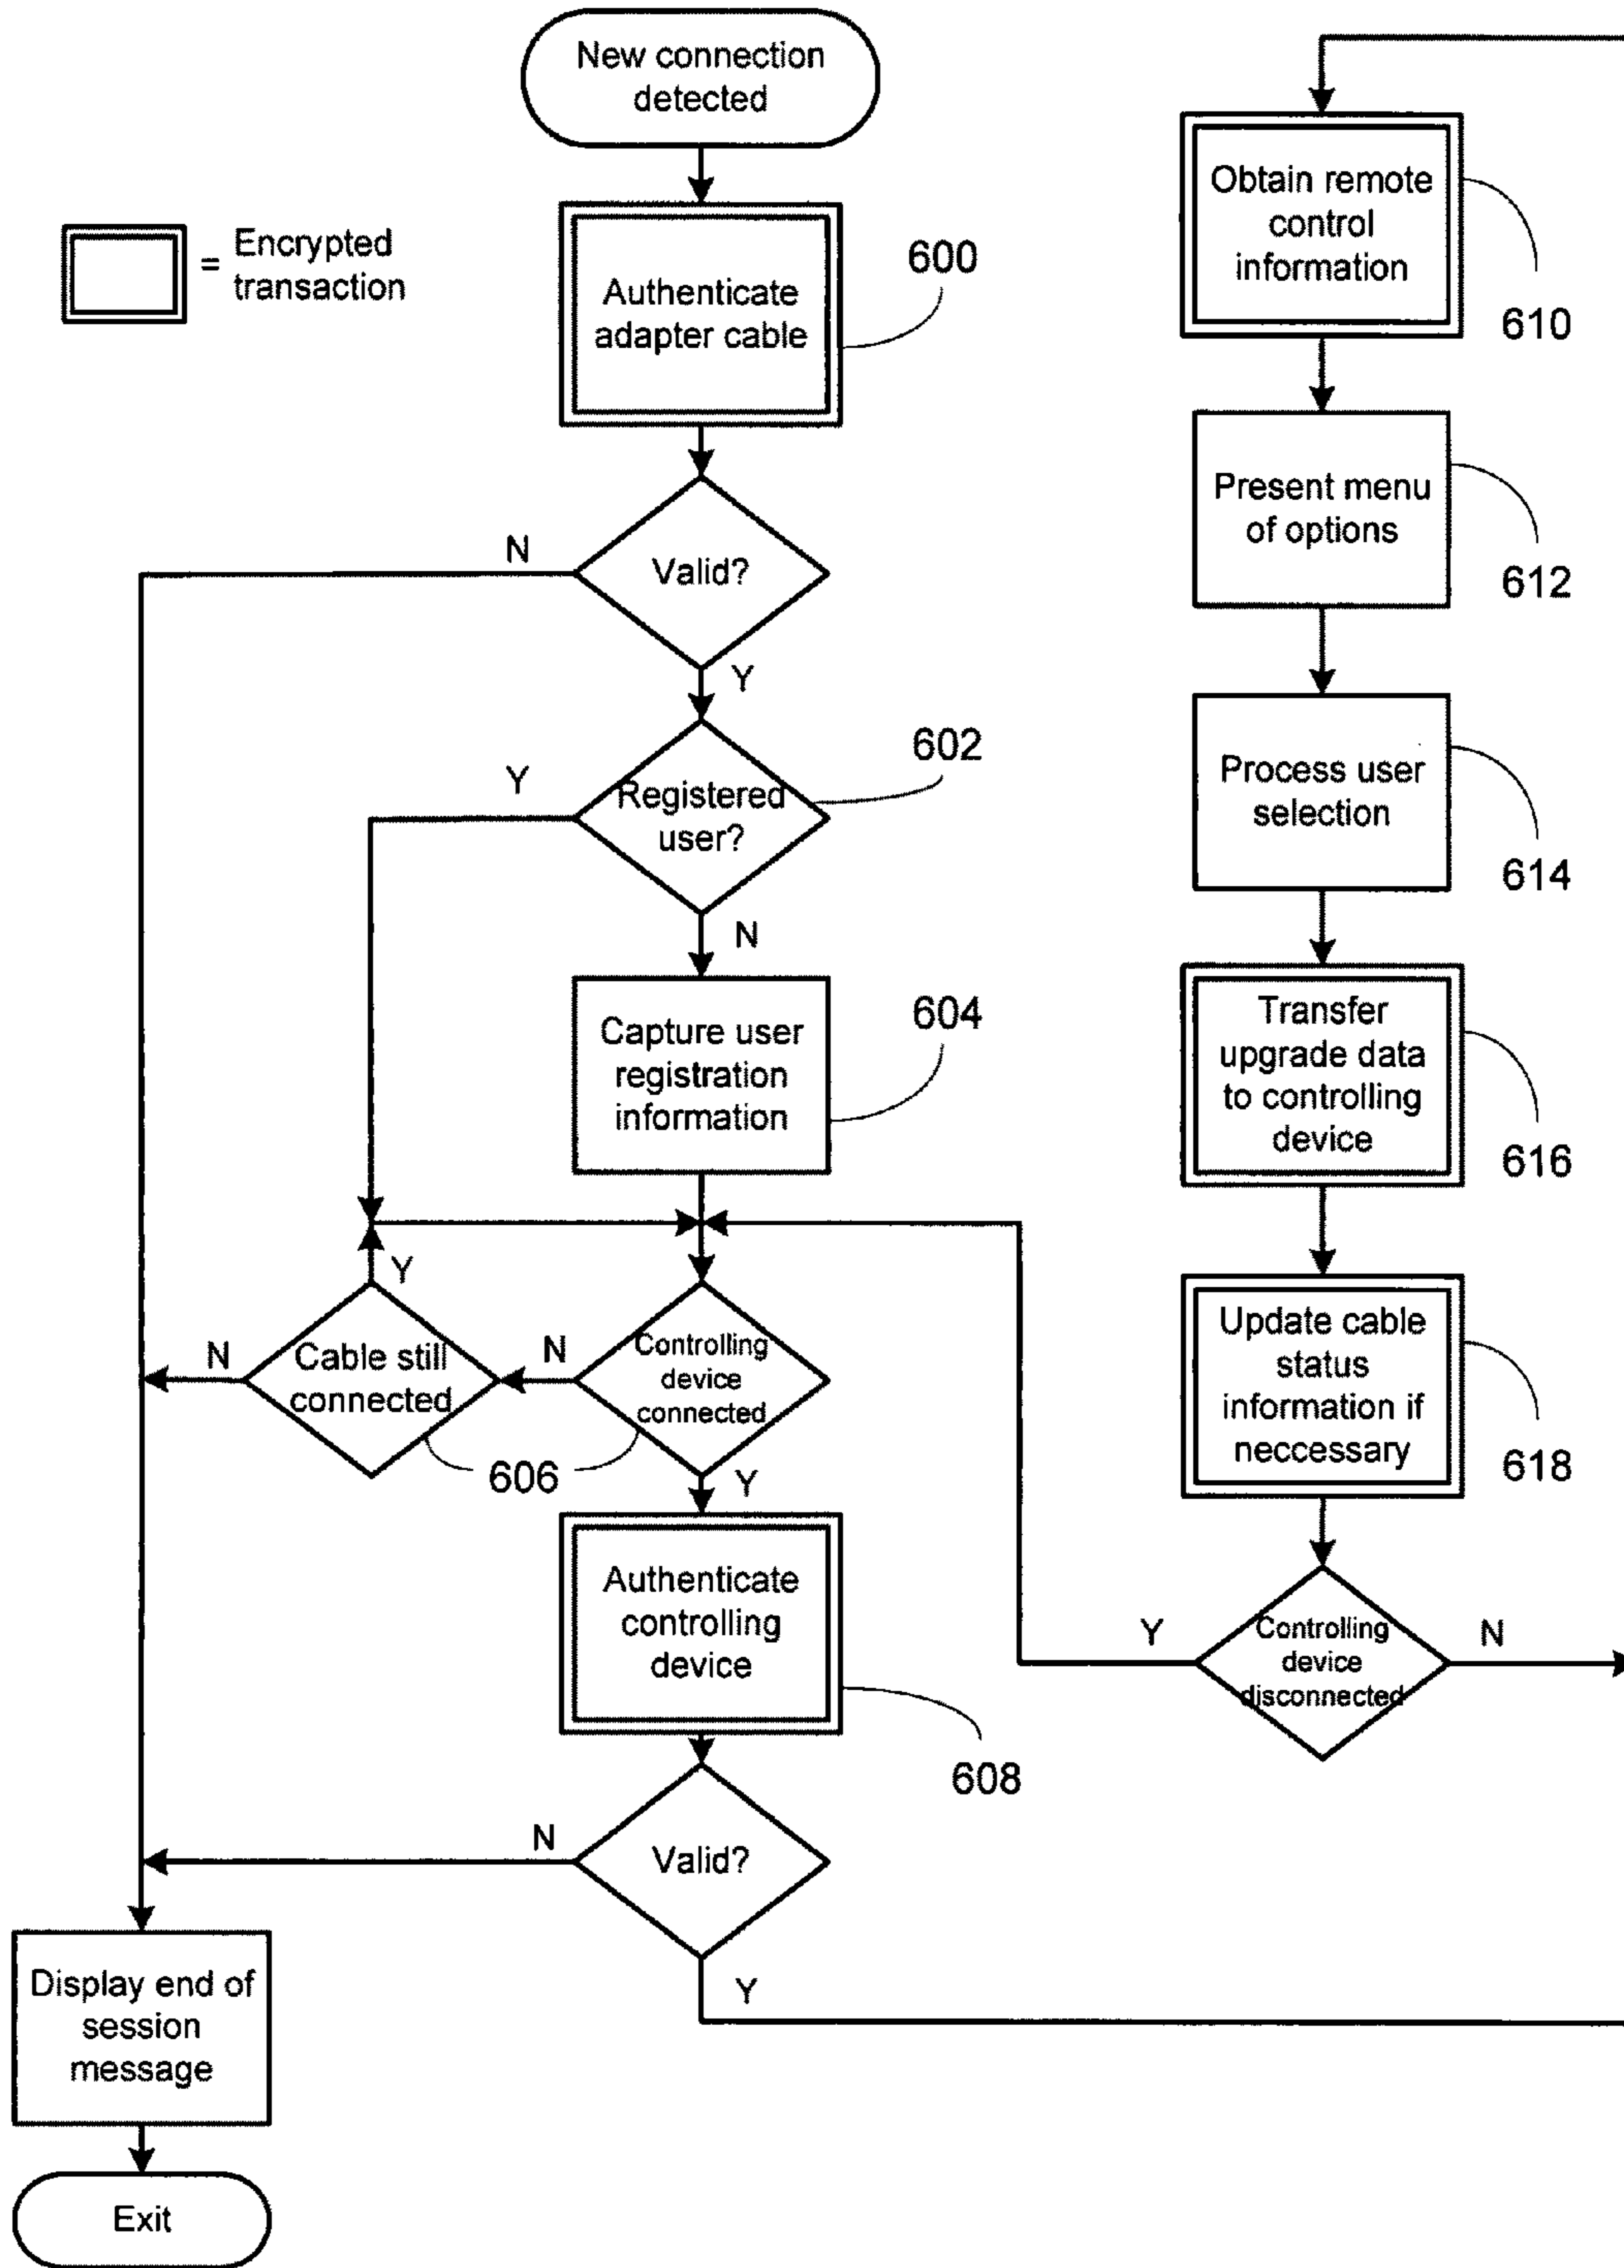 New connection
detected
= Encrypted
transaction
Authenticate
adapter cable
600
Valid?
N
Y
Registered
user?
602
Y
N
Capture user
registration
information
604
Y
Cable still
connected
N
N
Controlling
device
connected
606
Y
Authenticate
controlling
device
608
Valid?
N
Y
Display end of
session
message
Exit
Obtain remote
control
information
610
Present menu
of options
612
Process user
selection
614
Transfer
upgrade data
to controlling
device
616
Update cable
status
information if
neccessary
618
Controlling
device
disconnected
Y
N